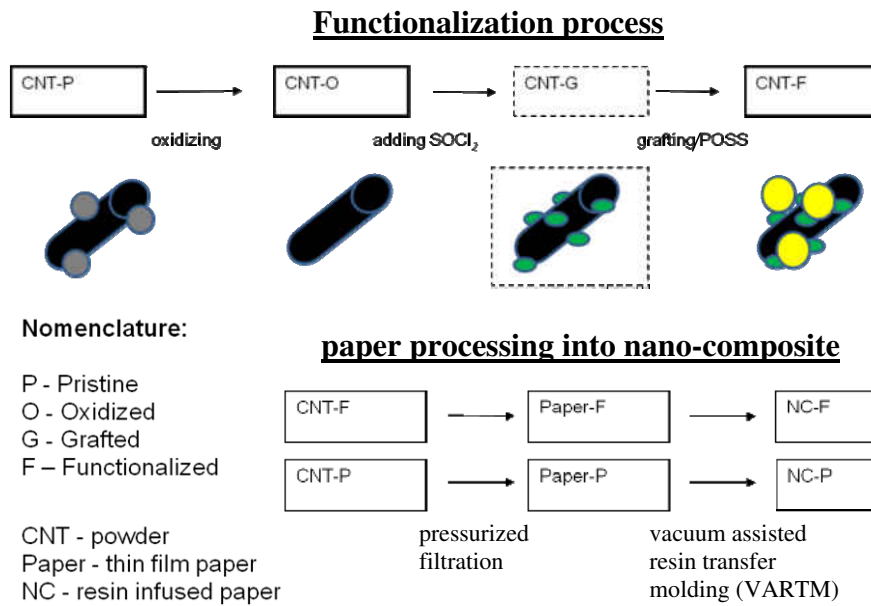 Functionalization process
CNT-P
CNT-O
CNT-G
CNT-F
oxidizing
adding SOCl₂
grafting/POSS
Nomenclature:
P - Pristine
O - Oxidized
G - Grafted
F – Functionalized
CNT - powder
Paper - thin film paper
NC - resin infused paper
paper processing into nano-composite
CNT-F
Paper-F
NC-F
CNT-P
Paper-P
NC-P
pressurized
filtration
vacuum assisted
resin transfer
molding (VARTM)